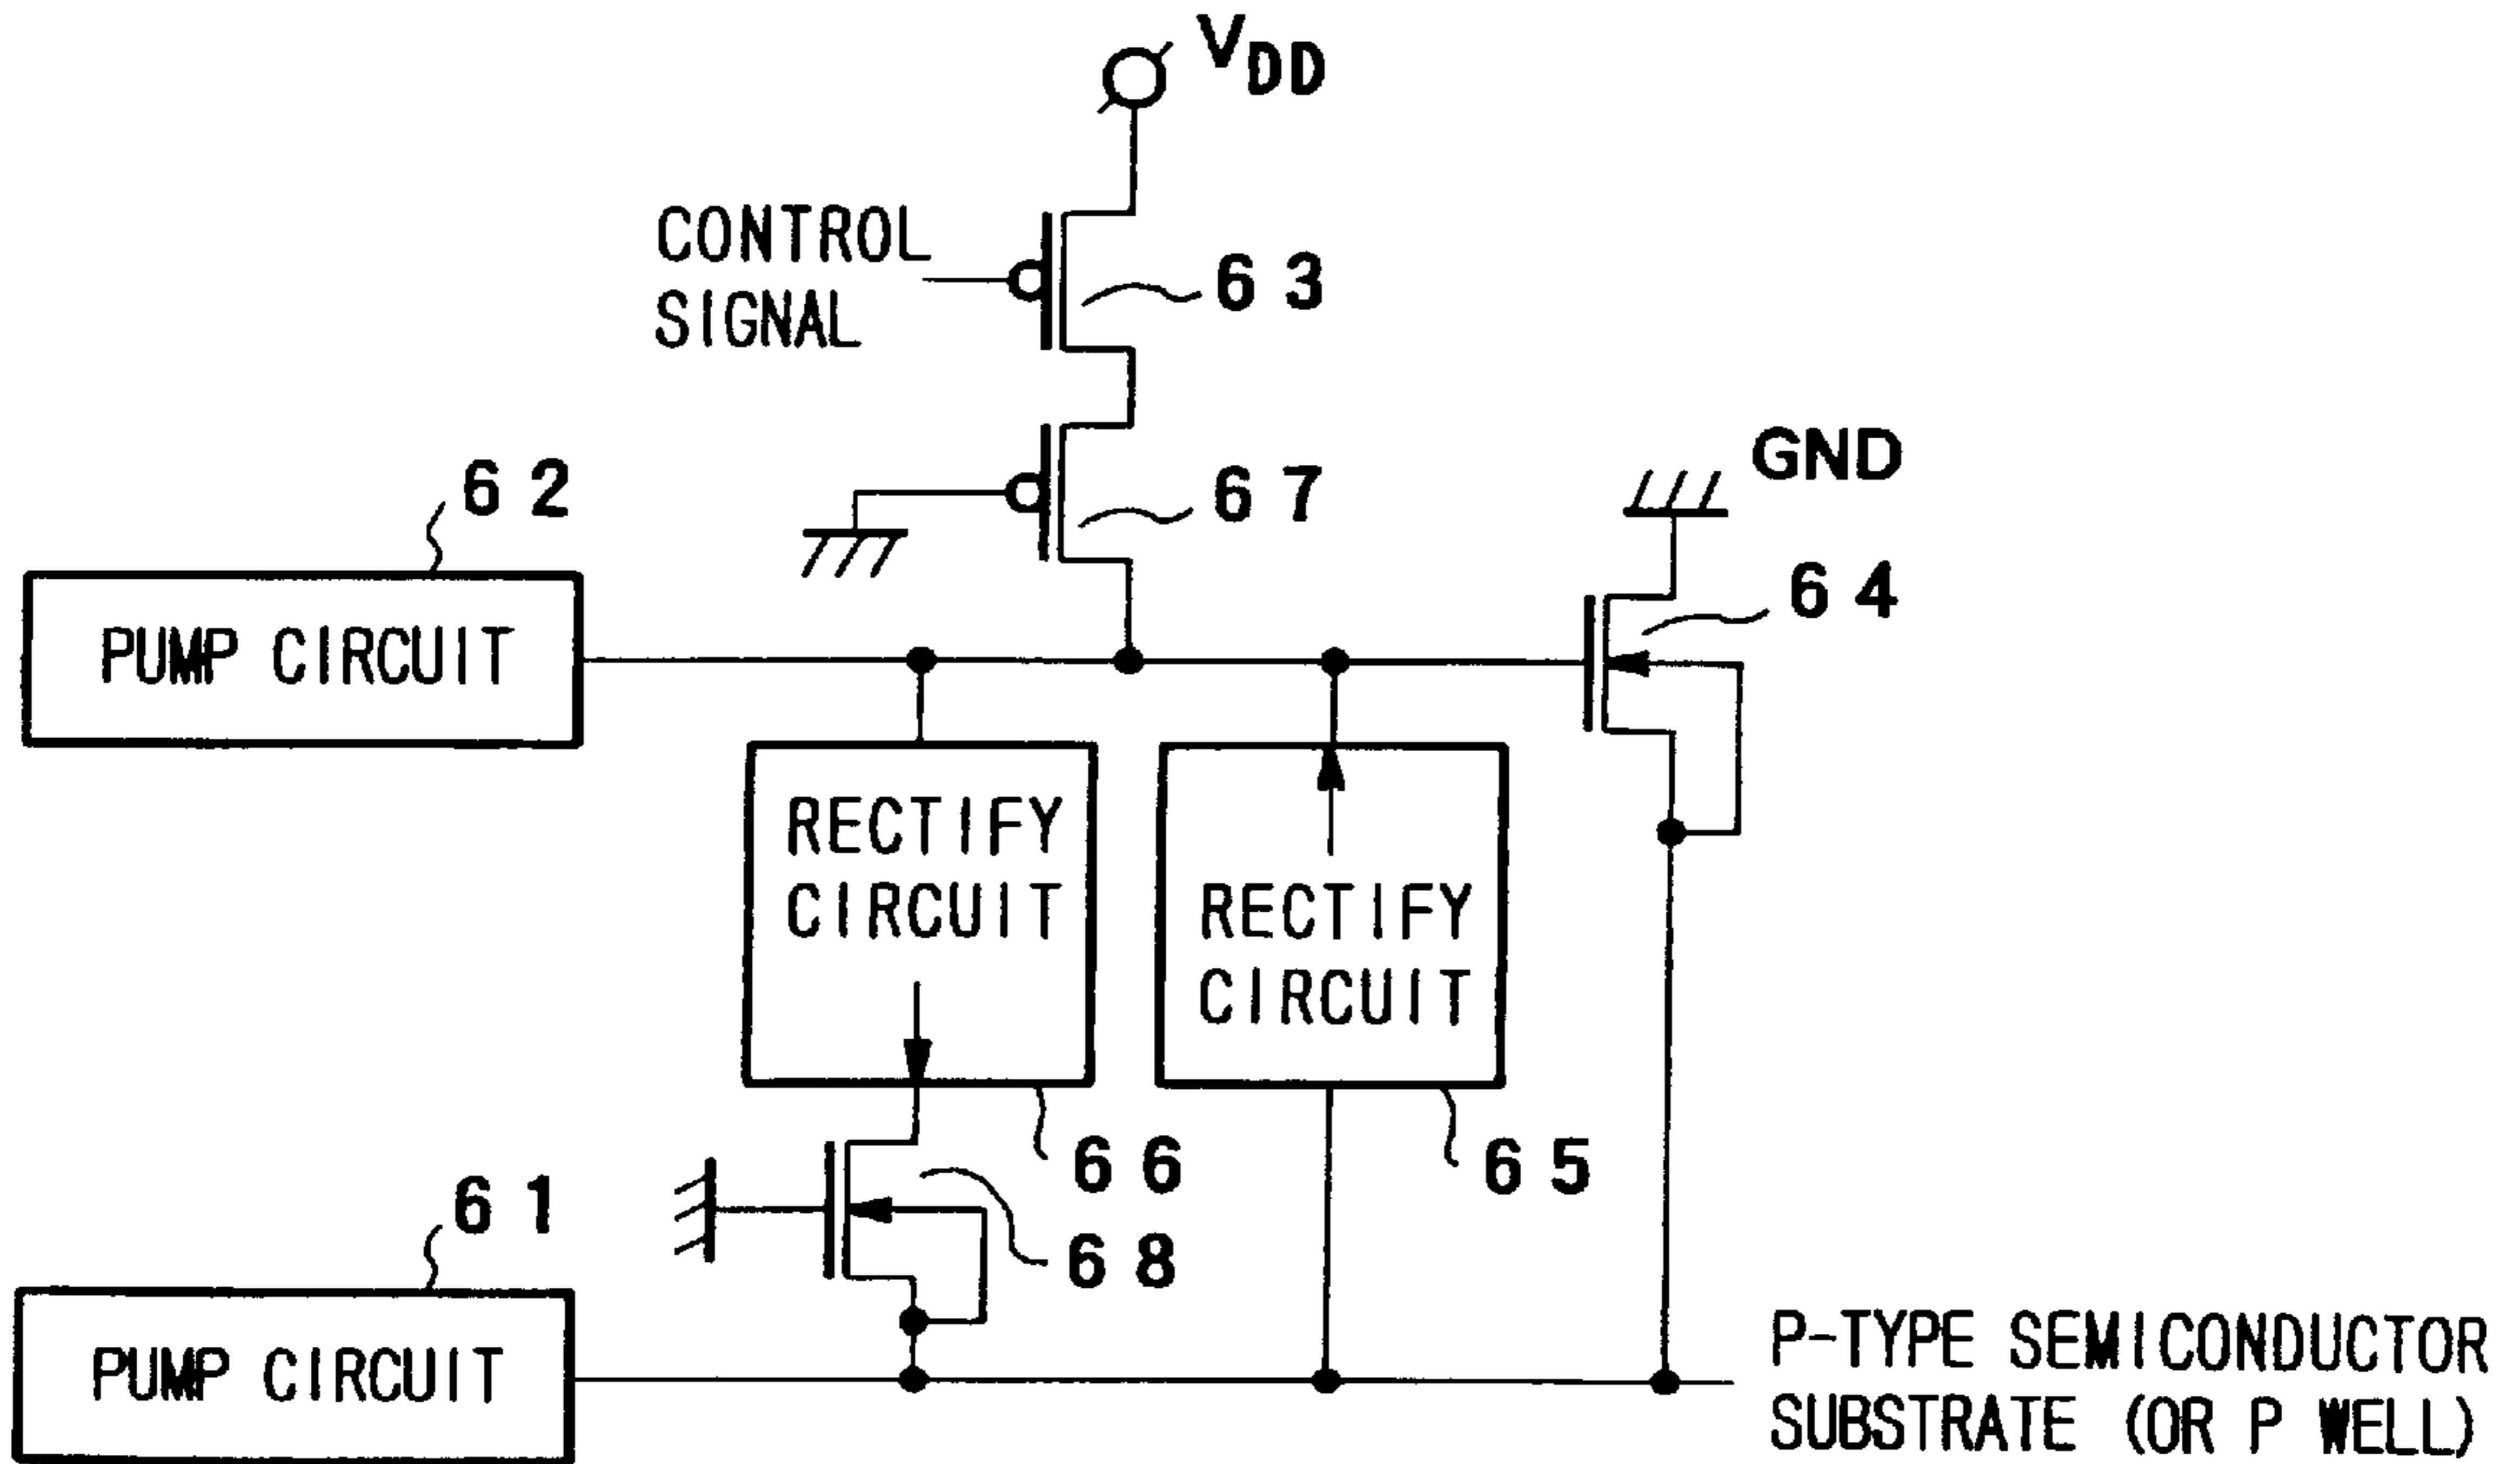 VDD
CONTROL
SIGNAL
63
67
GND
62
64
PUMP CIRCUIT
RECTIFY
CIRCUIT
RECTIFY
CIRCUIT
66
65
61
68
PUMP CIRCUIT
P-TYPE SEMICONDUCTOR
SUBSTRATE (OR P WELL)